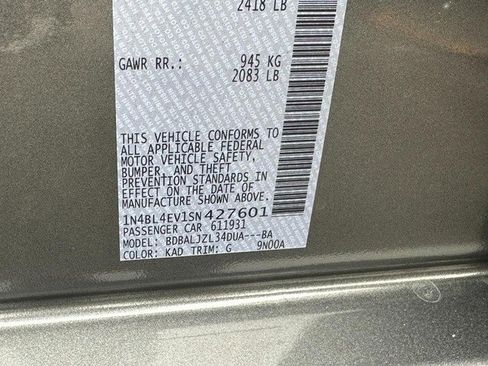 2418 LB
GAWR RR.: 945 KG
2083 LB
THIS VEHICLE CONFORMS TO
ALL APPLICABLE FEDERAL
MOTOR VEHICLE SAFETY,
BUMPER, AND THEFT
PREVENTION STANDARDS IN
EFFECT ON THE DATE OF
MANUFACTURE SHOWN ABOVE.
1N4BL4EV1SN427601
PASSENGER CAR 611931
MODEL: BDBALJZL34DUA---BA
COLOR: KAD TRIM: G 9N00A